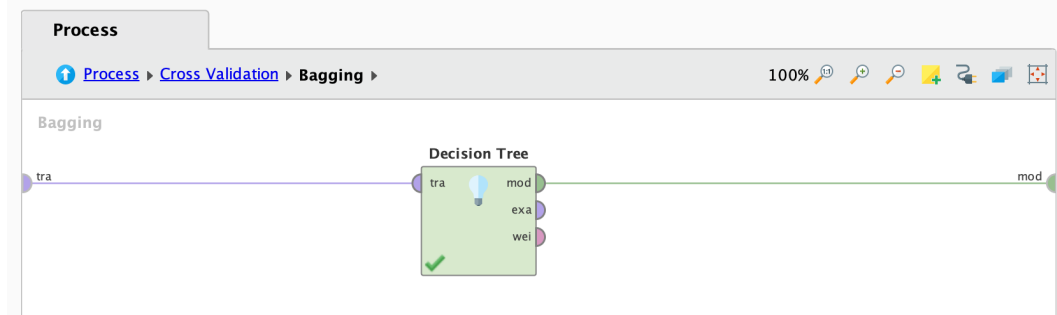 Process
Process ▸ Cross Validation ▸ Bagging ▸ 100%
Bagging
Decision Tree
tra tra mod mod
exa
wei